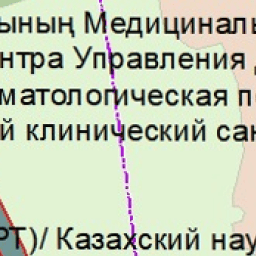 ының Медициналь
нтра Управления
матологическая п
й клинический сан
РТ)/ Казахский нау